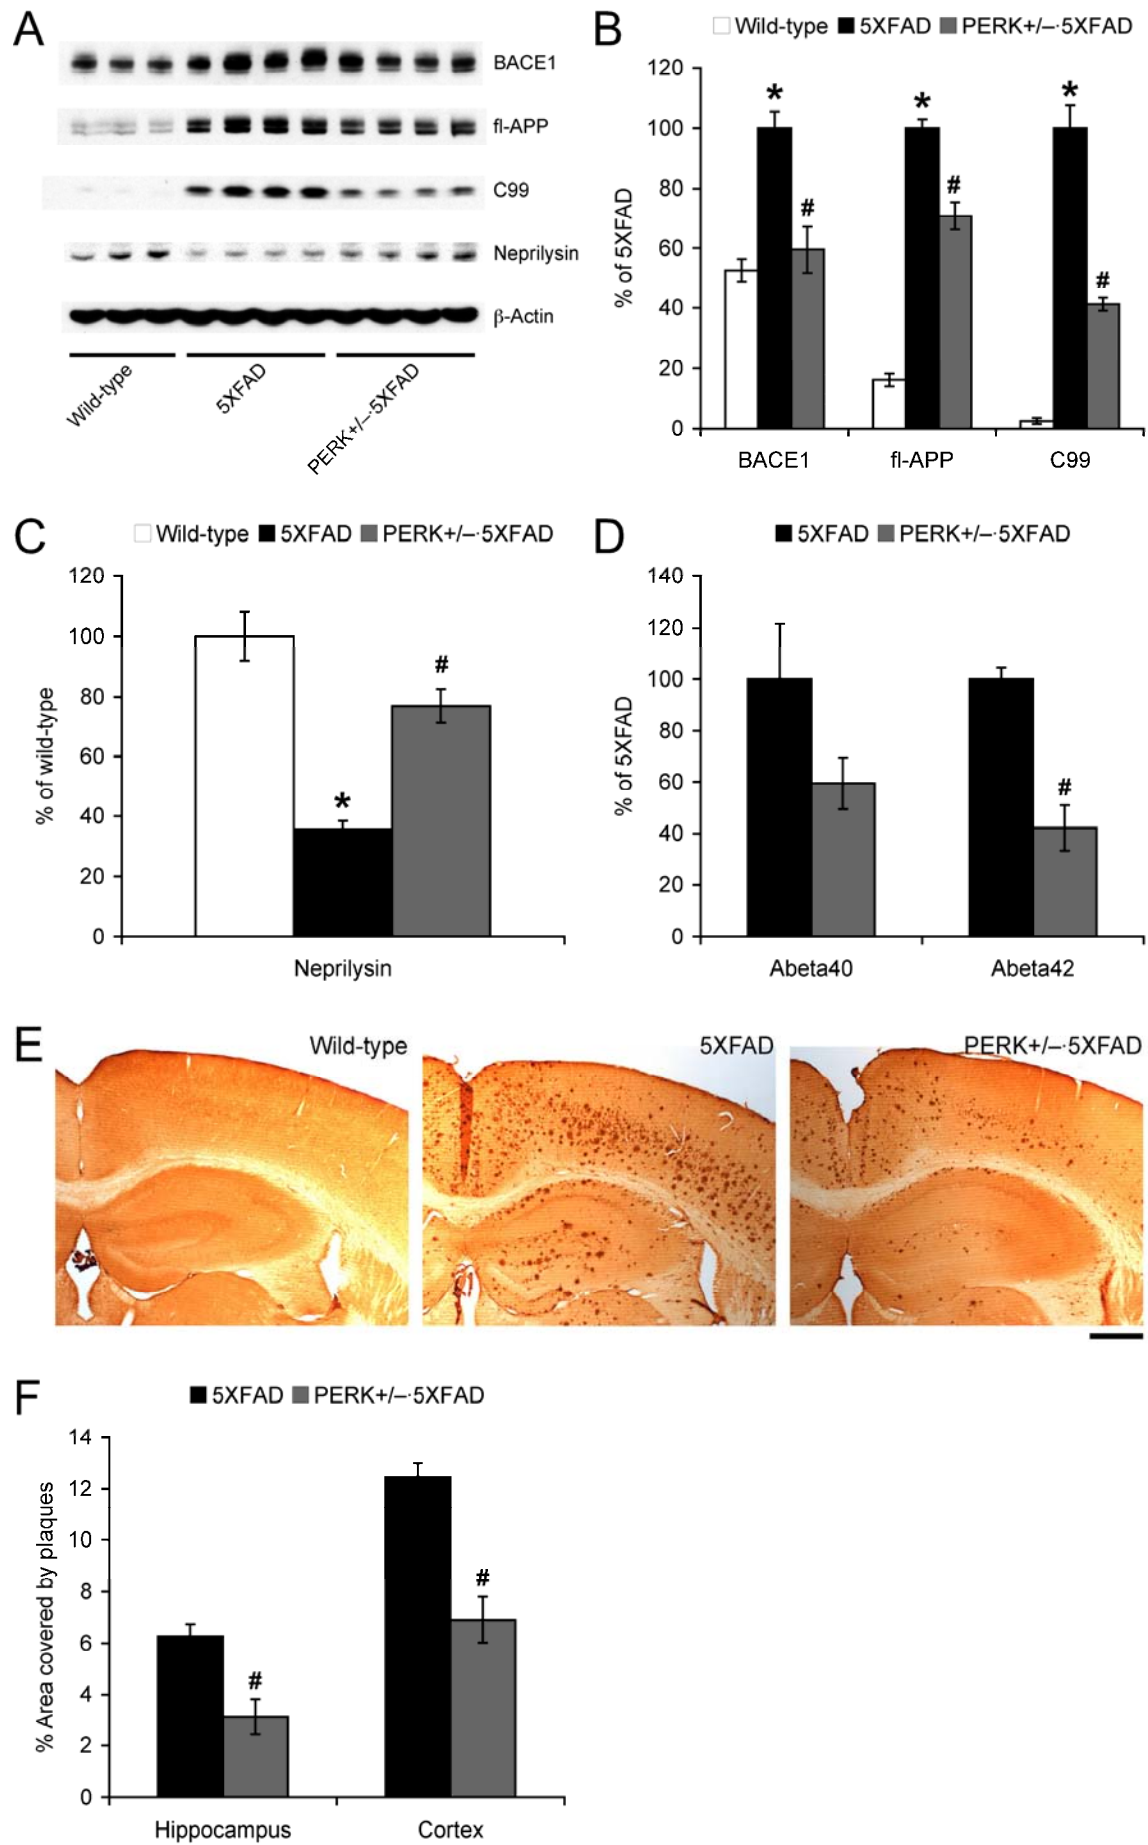 A
BACE1
fl-APP
C99
Neprilysin
β-Actin
Wild-type
5XFAD
PERK+/–·5XFAD
B
Wild-type 5XFAD PERK+/–·5XFAD
120
100
80
60
40
20
0
% of 5XFAD
* # * # * #
BACE1 fl-APP C99
C
Wild-type 5XFAD PERK+/–·5XFAD
120
100
80
60
40
20
0
% of wild-type
* #
Neprilysin
D
5XFAD PERK+/–·5XFAD
140
120
100
80
60
40
20
0
% of 5XFAD
#
Abeta40 Abeta42
E
Wild-type
5XFAD
PERK+/–·5XFAD
F
5XFAD PERK+/–·5XFAD
14
12
10
8
6
4
2
0
% Area covered by plaques
# #
Hippocampus Cortex